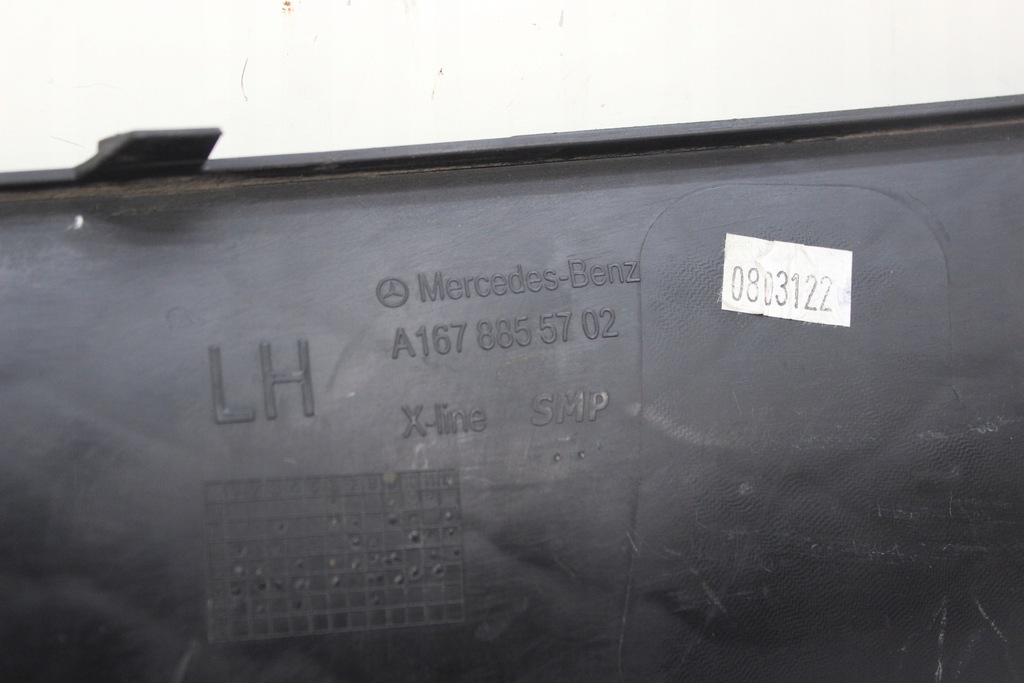 Mercedes-Benz
A167 885 57 02
LH
X-line SMP
0803122